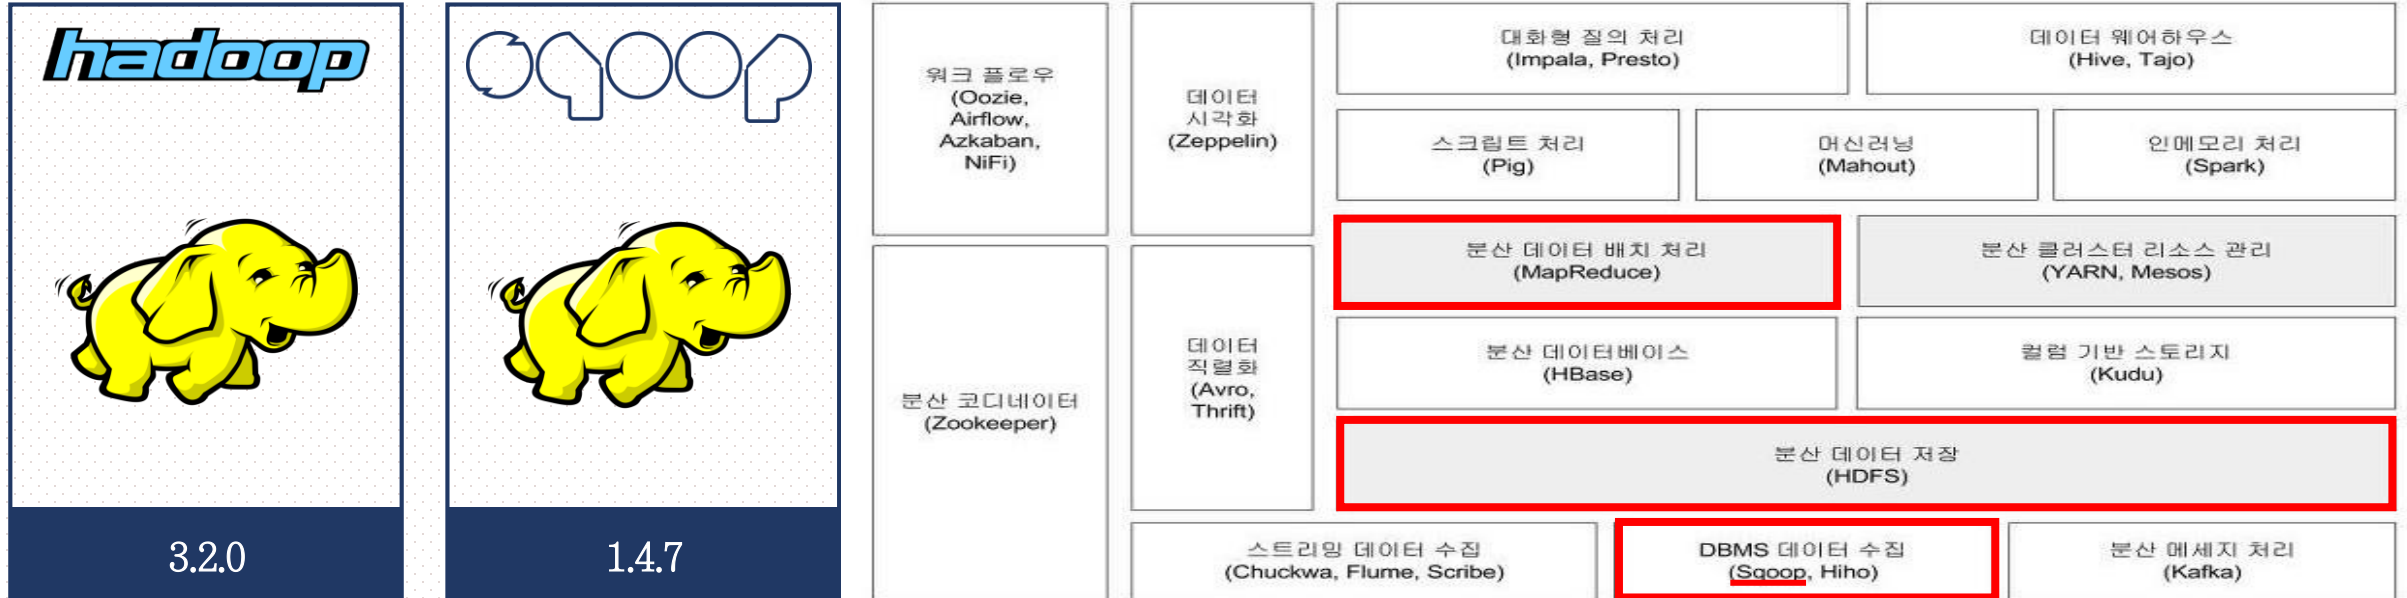 hadoop
3.2.0
sqoop
1.4.7
워크 플로우
(Oozie,
Airflow,
Azkaban,
NiFi)
데이터
시각화
(Zeppelin)
대화형 질의 처리
(Impala, Presto)
데이터 웨어하우스
(Hive, Tajo)
스크립트 처리
(Pig)
머신러닝
(Mahout)
인메모리 처리
(Spark)
분산 데이터 배치 처리
(MapReduce)
분산 클러스터 리소스 관리
(YARN, Mesos)
분산 코디네이터
(Zookeeper)
데이터
직렬화
(Avro,
Thrift)
분산 데이터베이스
(HBase)
컬럼 기반 스토리지
(Kudu)
분산 데이터 저장
(HDFS)
스트리밍 데이터 수집
(Chuckwa, Flume, Scribe)
DBMS 데이터 수집
(Sqoop, Hiho)
분산 메세지 처리
(Kafka)